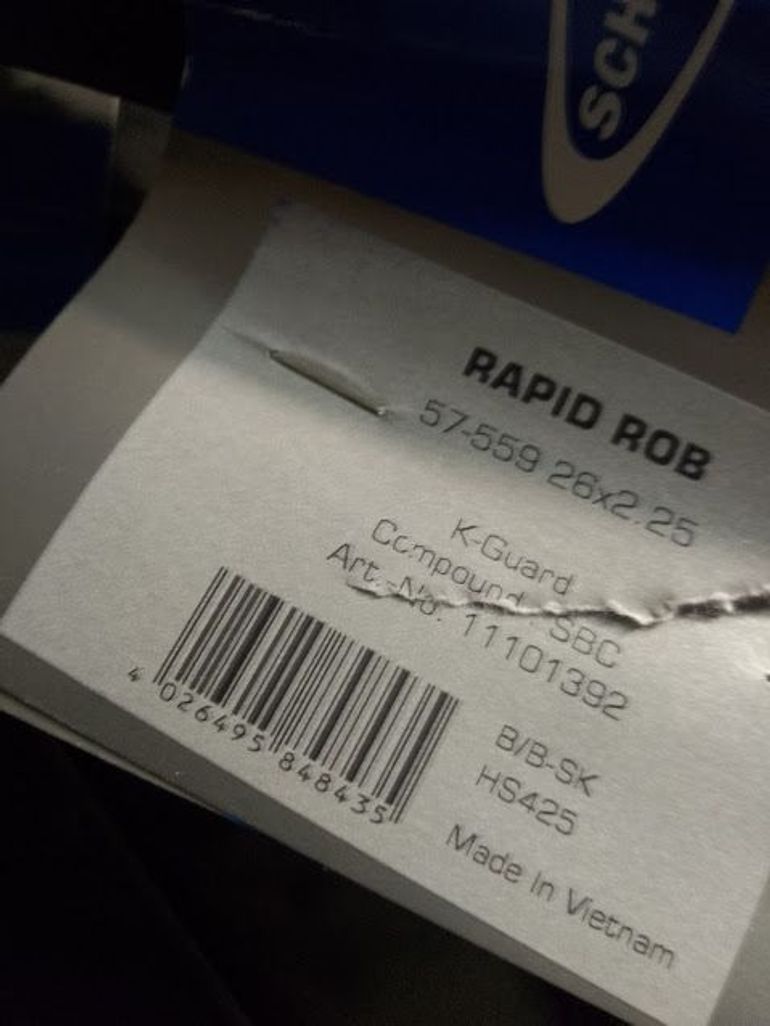 SCH
RAPID ROB
57-559 26x2.25
K-Guard
Compound SBC
Art.-No. 11101392
4 026495 848435
B/B-SK
HS425
Made in Vietnam